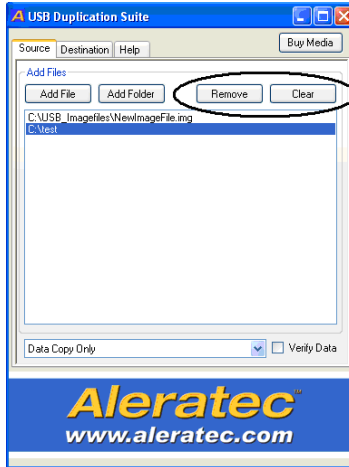 A USB Duplication Suite
Buy Media
Source Destination Help
Add Files
Add File Add Folder Remove Clear
C:\USB_Imagefiles\NewImageFile.img
C:\test
Data Copy Only Verify Data
Aleratec™
www.aleratec.com